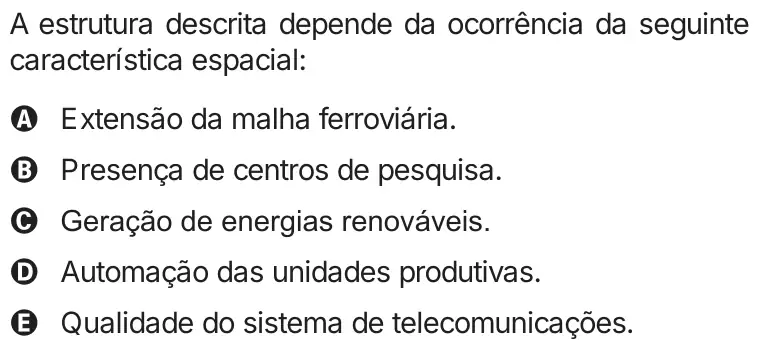 A estrutura descrita depende da ocorrência da seguinte
característica espacial:
A Extensão da malha ferroviária.
B Presença de centros de pesquisa.
C Geração de energias renováveis.
D Automação das unidades produtivas.
E Qualidade do sistema de telecomunicações.